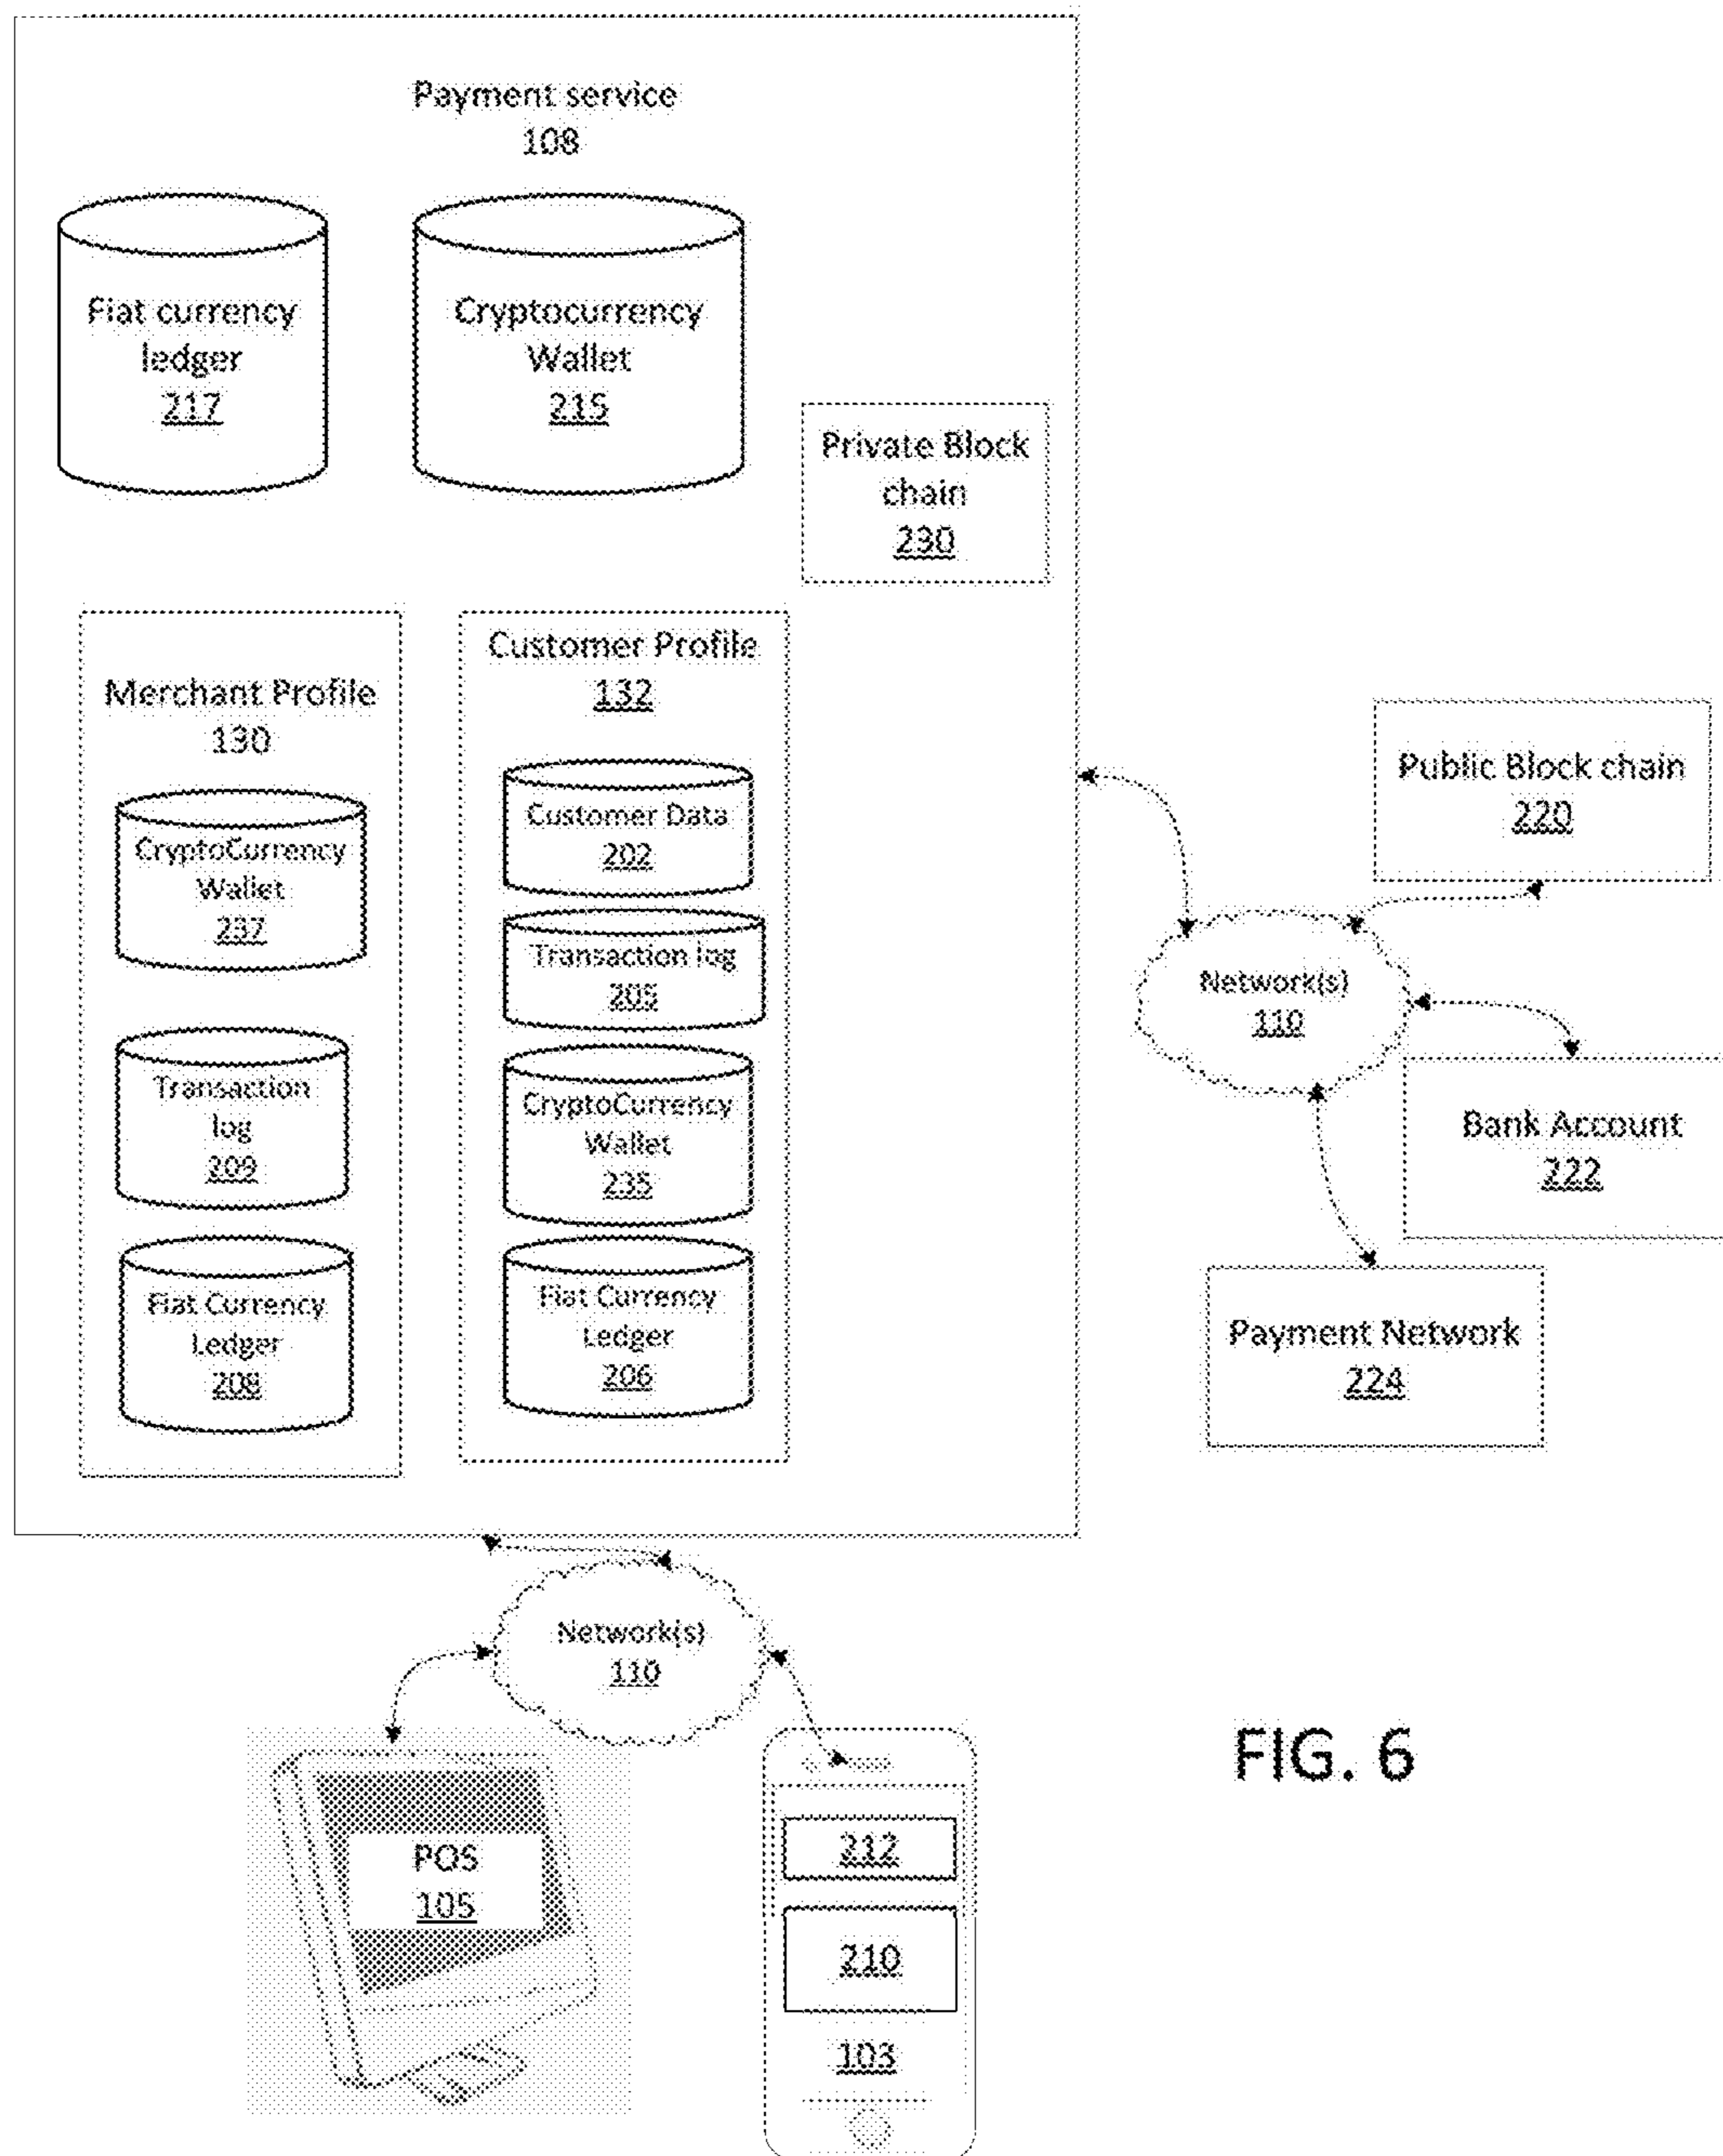 Payment service
108
Fiat currency
ledger
217
Cryptocurrency
Wallet
215
Private Block
chain
230
Merchant Profile
130
CryptoCurrency
Wallet
237
Transaction
log
209
Fiat Currency
Ledger
208
Customer Profile
132
Customer Data
202
Transaction log
205
CryptoCurrency
Wallet
235
Fiat Currency
Ledger
206
Public Block chain
220
Network(s)
110
Bank Account
222
Payment Network
224
Network(s)
110
POS
105
212
210
103
FIG. 6